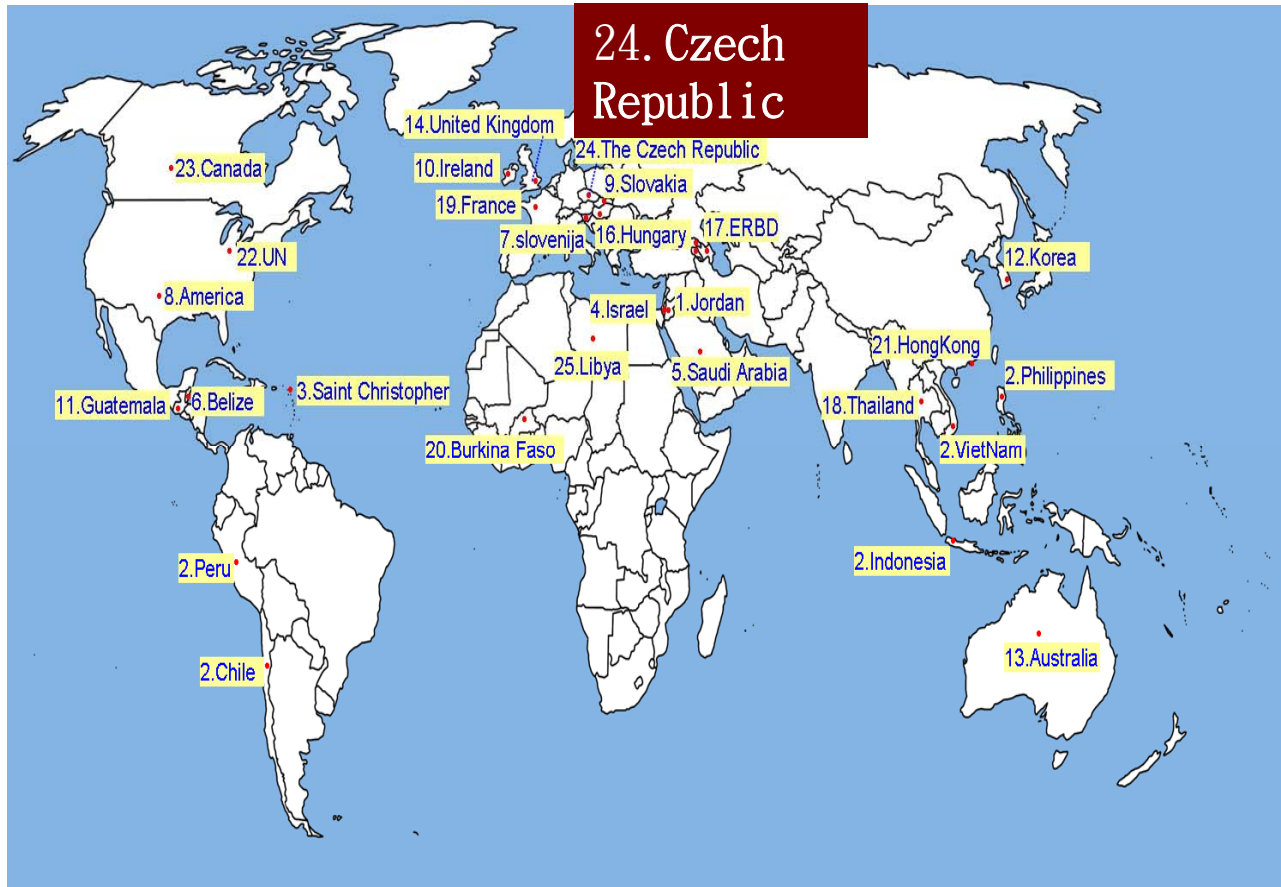 24. Czech
Republic
14.United Kingdom
24.The Czech Republic
23.Canada
10.Ireland
9.Slovakia
19.France
7.slovenija
16.Hungary
17.ERBD
22.UN
12.Korea
8.America
4.Israel
1.Jordan
21.HongKong
25.Libya
5.Saudi Arabia
2.Philippines
3.Saint Christopher
11.Guatemala
6.Belize
18.Thailand
20.Burkina Faso
2.VietNam
2.Peru
2.Indonesia
13.Australia
2.Chile